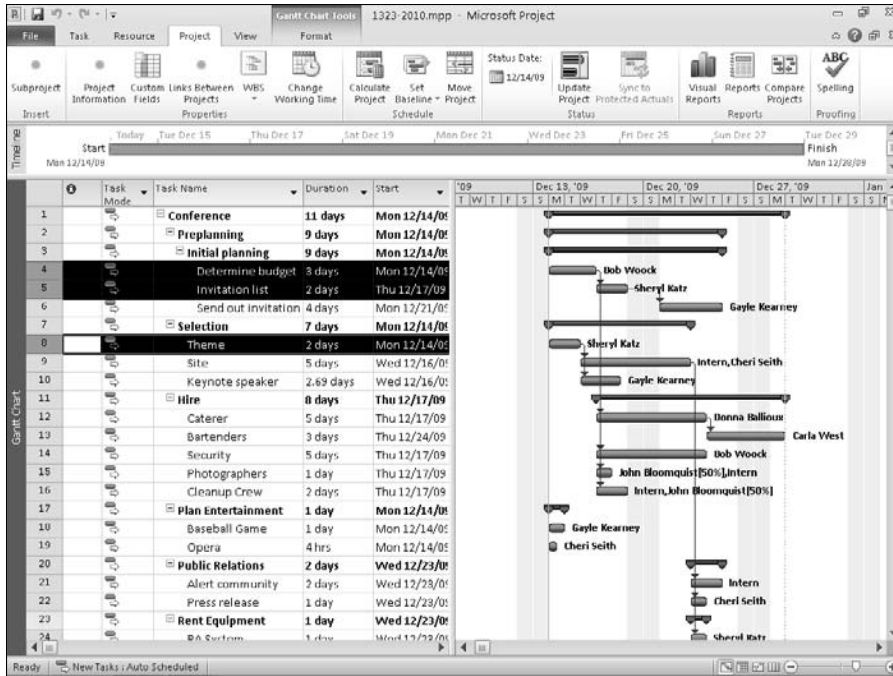 Gantt Chart Tools 1323-2010.mpp - Microsoft Project
File Task Resource Project View Format
Subproject
Insert
Project Information
Custom Fields
Links Between Projects
WBS
Change Working Time
Properties
Calculate Project
Set Baseline
Move Project
Schedule
Status Date:
12/14/09
Update Project
Sync to Protected Actuals
Status
Visual Reports
Reports
Compare Projects
Reports
ABC
Spelling
Proofing
Timeline
Today Tue Dec 15 Thu Dec 17 Sat Dec 19 Mon Dec 21 Wed Dec 23 Fri Dec 25 Sun Dec 27 Tue Dec 29
Start
Mon 12/14/09
Finish
Mon 12/28/09
Gantt Chart
Task Mode Task Name Duration Start
'09 Dec 13, '09 Dec 20, '09 Dec 27, '09 Jan
T W T F S S M T W T F S S M T W T F S S M T W T F S S
1 Conference 11 days Mon 12/14/09
2 Preplanning 9 days Mon 12/14/09
3 Initial planning 9 days Mon 12/14/09
4 Determine budget 3 days Mon 12/14/09 Bob Woock
5 Invitation list 2 days Thu 12/17/09 Sheryl Katz
6 Send out invitation 4 days Mon 12/21/09 Gayle Kearney
7 Selection 7 days Mon 12/14/09
8 Theme 2 days Mon 12/14/09 Sheryl Katz
9 Site 5 days Wed 12/16/09 Intern,Cheri Seith
10 Keynote speaker 2.69 days Wed 12/16/09 Gayle Kearney
11 Hire 8 days Thu 12/17/09
12 Caterer 5 days Thu 12/17/09 Donna Ballioux
13 Bartenders 3 days Thu 12/24/09 Carla West
14 Security 5 days Thu 12/17/09 Bob Woock
15 Photographers 1 day Thu 12/17/09 John Bloomquist[50%],Intern
16 Cleanup Crew 2 days Thu 12/17/09 Intern,John Bloomquist[50%]
17 Plan Entertainment 1 day Mon 12/14/09
18 Baseball Game 1 day Mon 12/14/09 Gayle Kearney
19 Opera 4 hrs Mon 12/14/09 Cheri Seith
20 Public Relations 2 days Wed 12/23/09
21 Alert community 2 days Wed 12/23/09 Intern
22 Press release 1 day Wed 12/23/09 Cheri Seith
23 Rent Equipment 1 day Wed 12/23/09
24 PA System 1 day Wed 12/23/09 Sheryl Katz
Ready New Tasks : Auto Scheduled